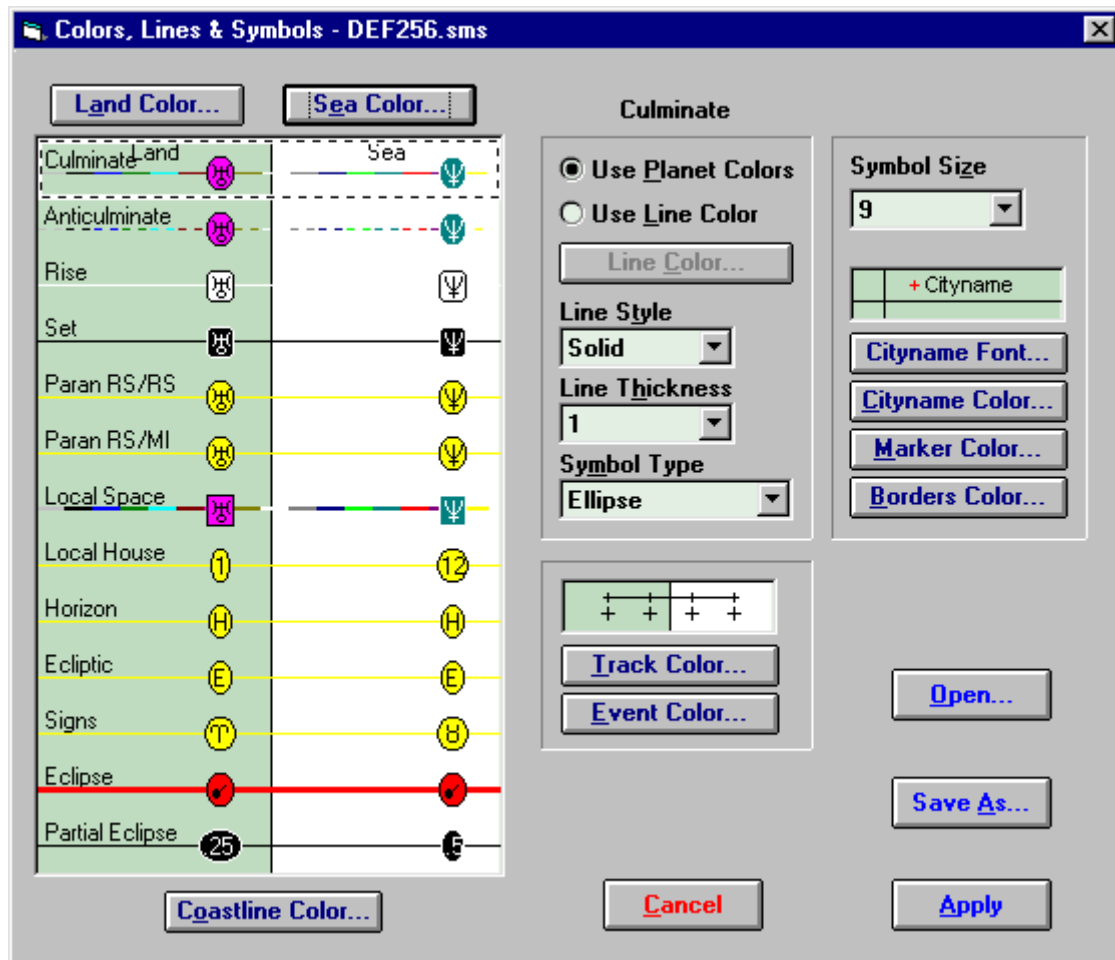 Colors, Lines & Symbols - DEF256.sms
Land Color...
Sea Color...
Culminate
Land
Sea
Culminate
Anticulminate
Rise
Set
Paran RS/RS
Paran RS/MI
Local Space
Local House
1
12
Horizon
H
H
Ecliptic
E
E
Signs
Eclipse
Partial Eclipse
25
Coastline Color...
Use Planet Colors
Use Line Color
Line Color...
Line Style
Solid
Line Thickness
1
Symbol Type
Ellipse
Symbol Size
9
+ Cityname
Cityname Font...
Cityname Color...
Marker Color...
Borders Color...
Track Color...
Event Color...
Open...
Save As...
Cancel
Apply